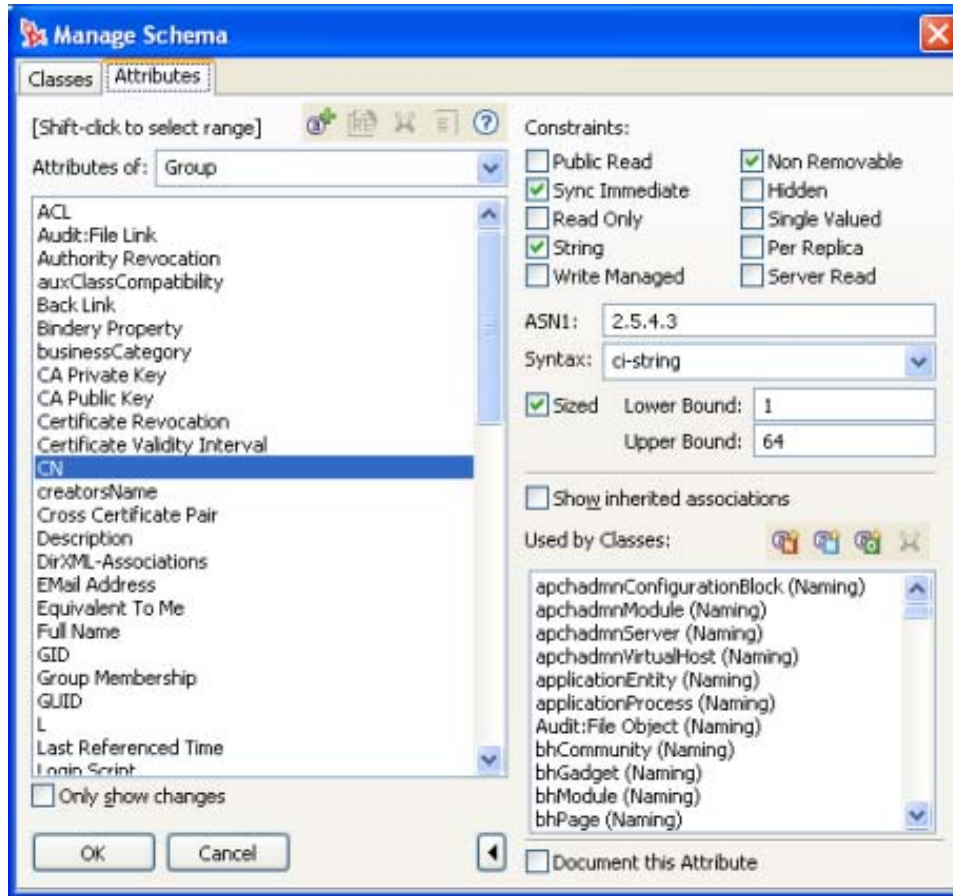 Manage Schema
Classes Attributes
[Shift-click to select range]
Attributes of: Group
ACL
Audit:File Link
Authority Revocation
auxClassCompatibility
Back Link
Bindery Property
businessCategory
CA Private Key
CA Public Key
Certificate Revocation
Certificate Validity Interval
CN
creatorsName
Cross Certificate Pair
Description
DirXML-Associations
EMail Address
Equivalent To Me
Full Name
GID
Group Membership
GUID
L
Last Referenced Time
Login Script
Only show changes
OK Cancel
Constraints:
Public Read Non Removable
Sync Immediate Hidden
Read Only Single Valued
String Per Replica
Write Managed Server Read
ASN1: 2.5.4.3
Syntax: ci-string
Sized Lower Bound: 1
Upper Bound: 64
Show inherited associations
Used by Classes:
apchadmnConfigurationBlock (Naming)
apchadmnModule (Naming)
apchadmnServer (Naming)
apchadmnVirtualHost (Naming)
applicationEntity (Naming)
applicationProcess (Naming)
Audit:File Object (Naming)
bhCommunity (Naming)
bhGadget (Naming)
bhModule (Naming)
bhPage (Naming)
Document this Attribute